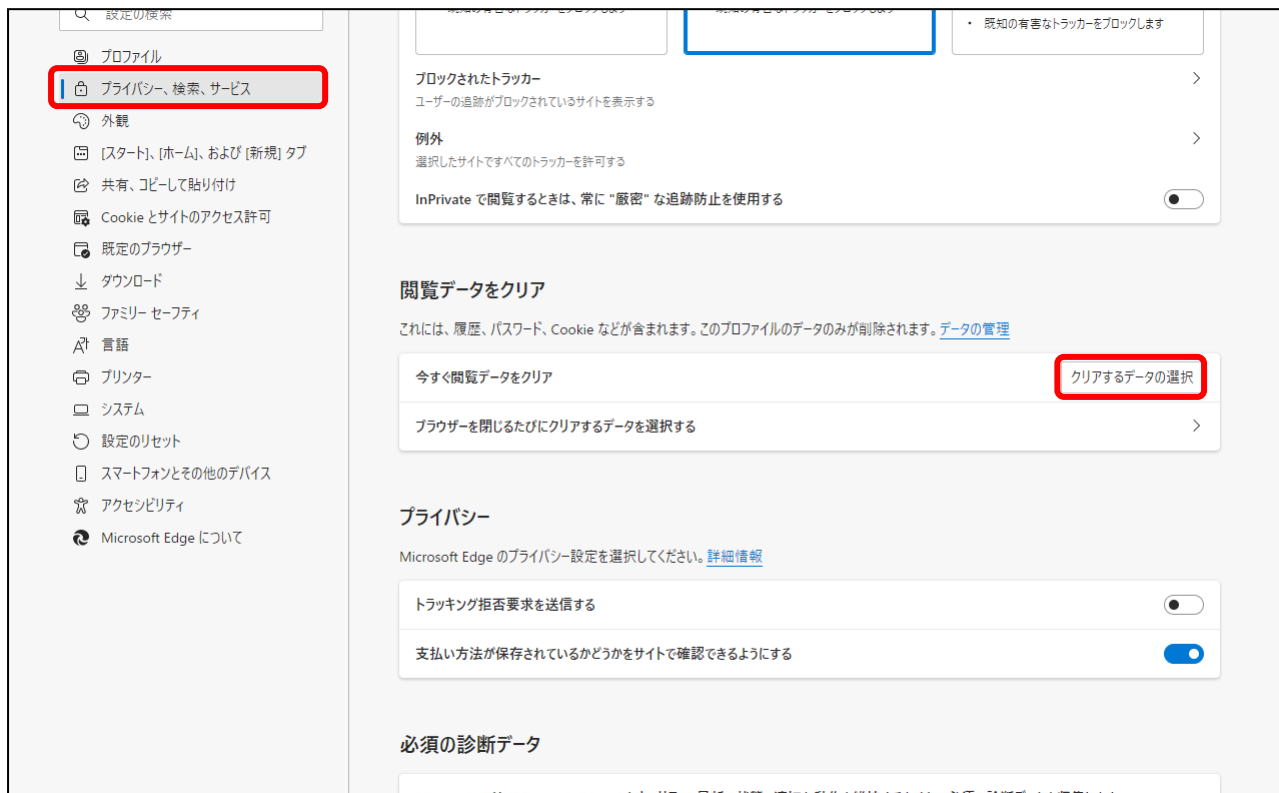 設定の検索
プロファイル
プライバシー、検索、サービス
外観
[スタート]、[ホーム]、および [新規] タブ
共有、コピーして貼り付け
Cookie とサイトのアクセス許可
既定のブラウザー
ダウンロード
ファミリー セーフティ
言語
プリンター
システム
設定のリセット
スマートフォンとその他のデバイス
アクセシビリティ
Microsoft Edge について
・ 既知の有害なトラッカーをブロックします
ブロックされたトラッカー
ユーザーの追跡がブロックされているサイトを表示する
例外
選択したサイトですべてのトラッカーを許可する
InPrivate で閲覧するときは、常に "厳密" な追跡防止を使用する
閲覧データをクリア
これには、履歴、パスワード、Cookie などが含まれます。このプロファイルのデータのみが削除されます。データの管理
今すぐ閲覧データをクリア
クリアするデータの選択
ブラウザーを閉じるたびにクリアするデータを選択する
プライバシー
Microsoft Edge のプライバシー設定を選択してください。詳細情報
トラッキング拒否要求を送信する
支払い方法が保存されているかどうかをサイトで確認できるようにする
必須の診断データ